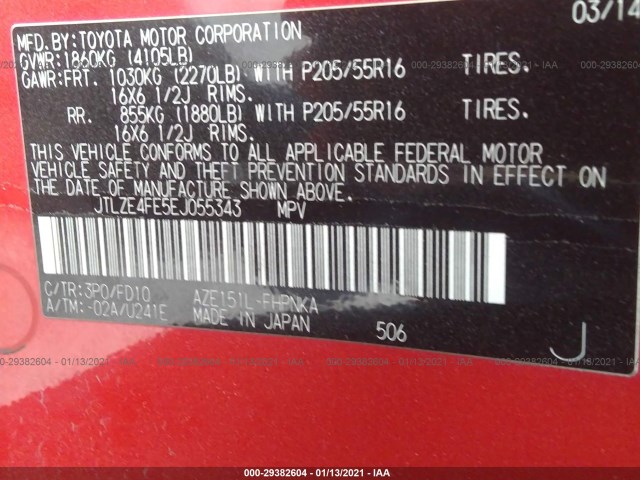 03/14
MFD. BY: TOYOTA MOTOR CORPORATION
GVWR: 1860KG (4105LB)
GAWR: FRT. 1030KG (2270LB) WITH P205/55R16 TIRES.
16X6 1/2J RIMS.
RR. 855KG (1880LB) WITH P205/55R16 TIRES.
16X6 1/2J RIMS.
THIS VEHICLE CONFORMS TO ALL APPLICABLE FEDERAL MOTOR
VEHICLE SAFETY AND THEFT PREVENTION STANDARDS IN EFFECT ON
THE DATE OF MANUFACTURE SHOWN ABOVE.
JTLZE4FE5EJ055343 MPV
C/TR: 3P0/FD10 AZE151L-FHPNKA
A/TM: -02A/U241E MADE IN JAPAN 506 J
000-29382604 - 01/13/2021 - IAA
000-29382604 - 01/13/2021 - IAA